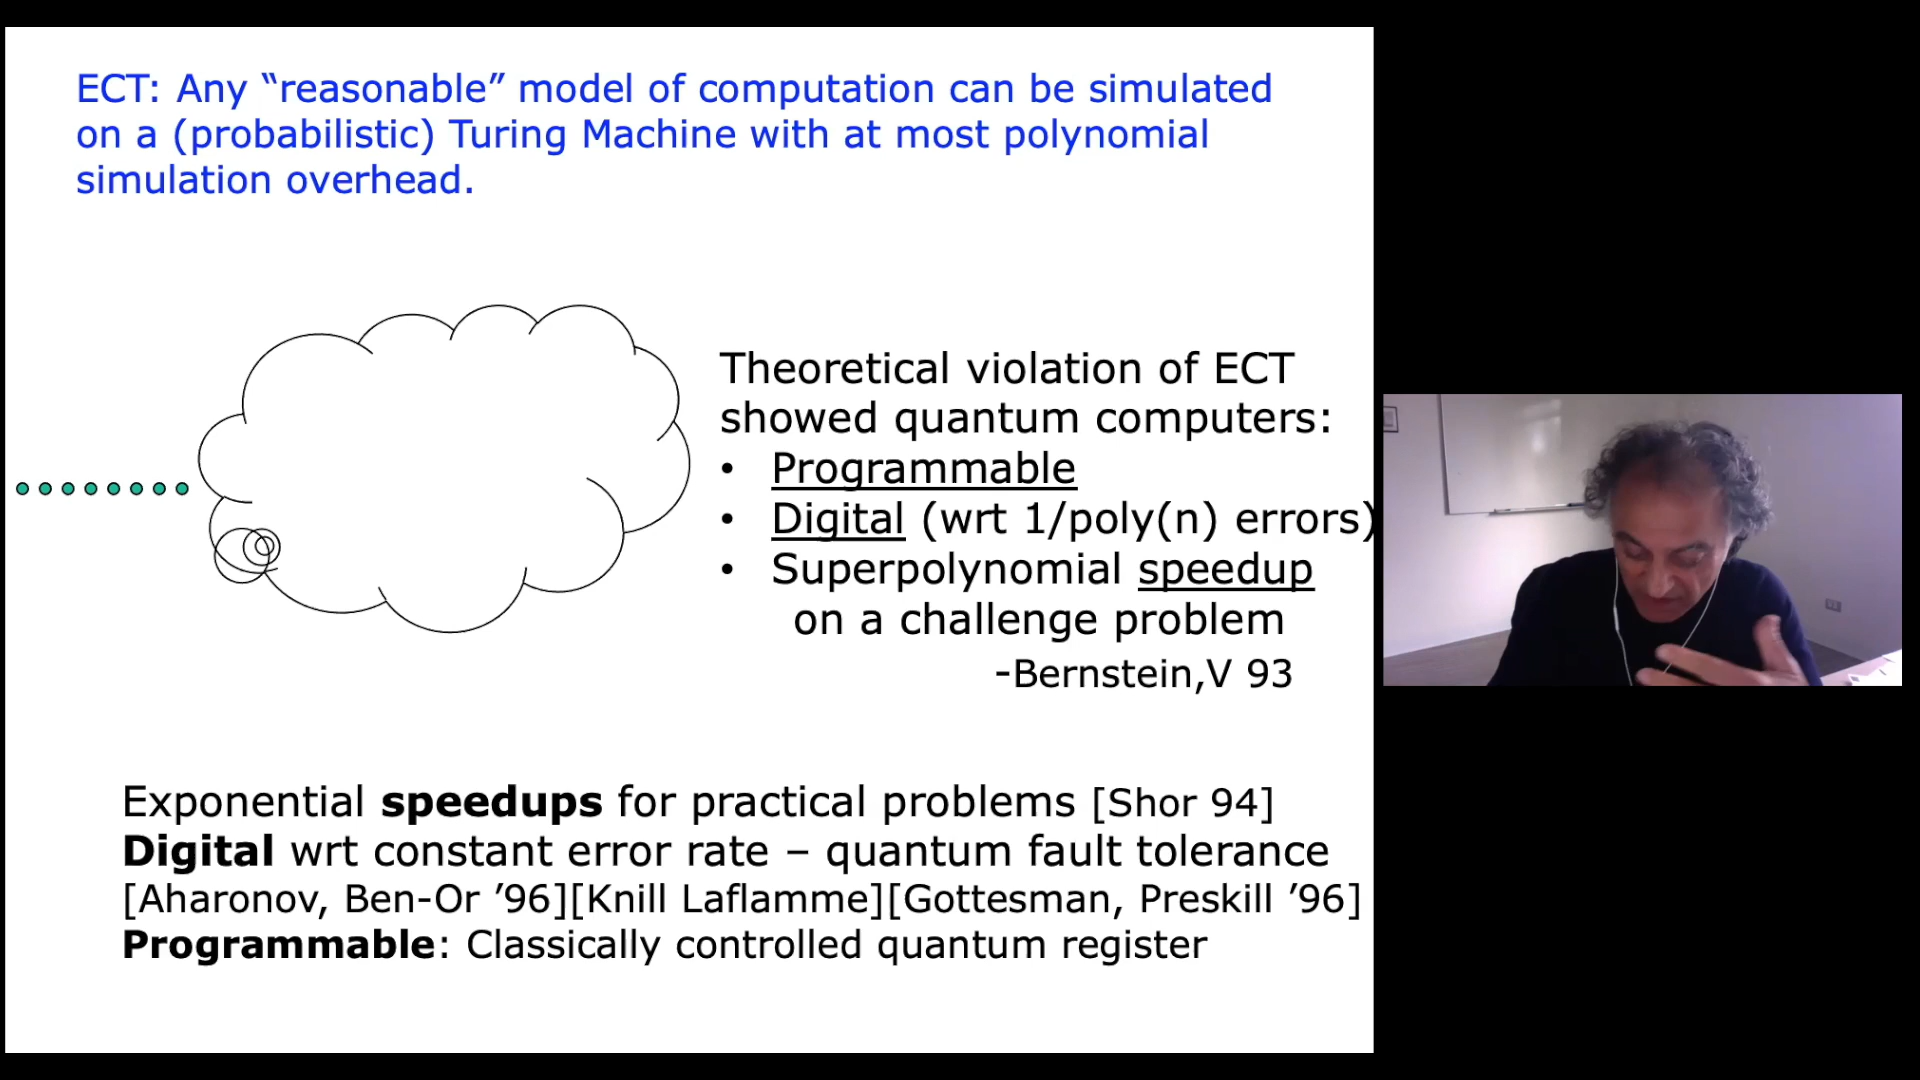 ECT: Any “reasonable” model of computation can be simulated
on a (probabilistic) Turing Machine with at most polynomial
simulation overhead.
Theoretical violation of ECT
showed quantum computers:
• Programmable
• Digital (wrt 1/poly(n) errors)
• Superpolynomial speedup
on a challenge problem
-Bernstein,V 93
Exponential speedups for practical problems [Shor 94]
Digital wrt constant error rate – quantum fault tolerance
[Aharonov, Ben-Or ’96][Knill Laflamme][Gottesman, Preskill ’96]
Programmable: Classically controlled quantum register